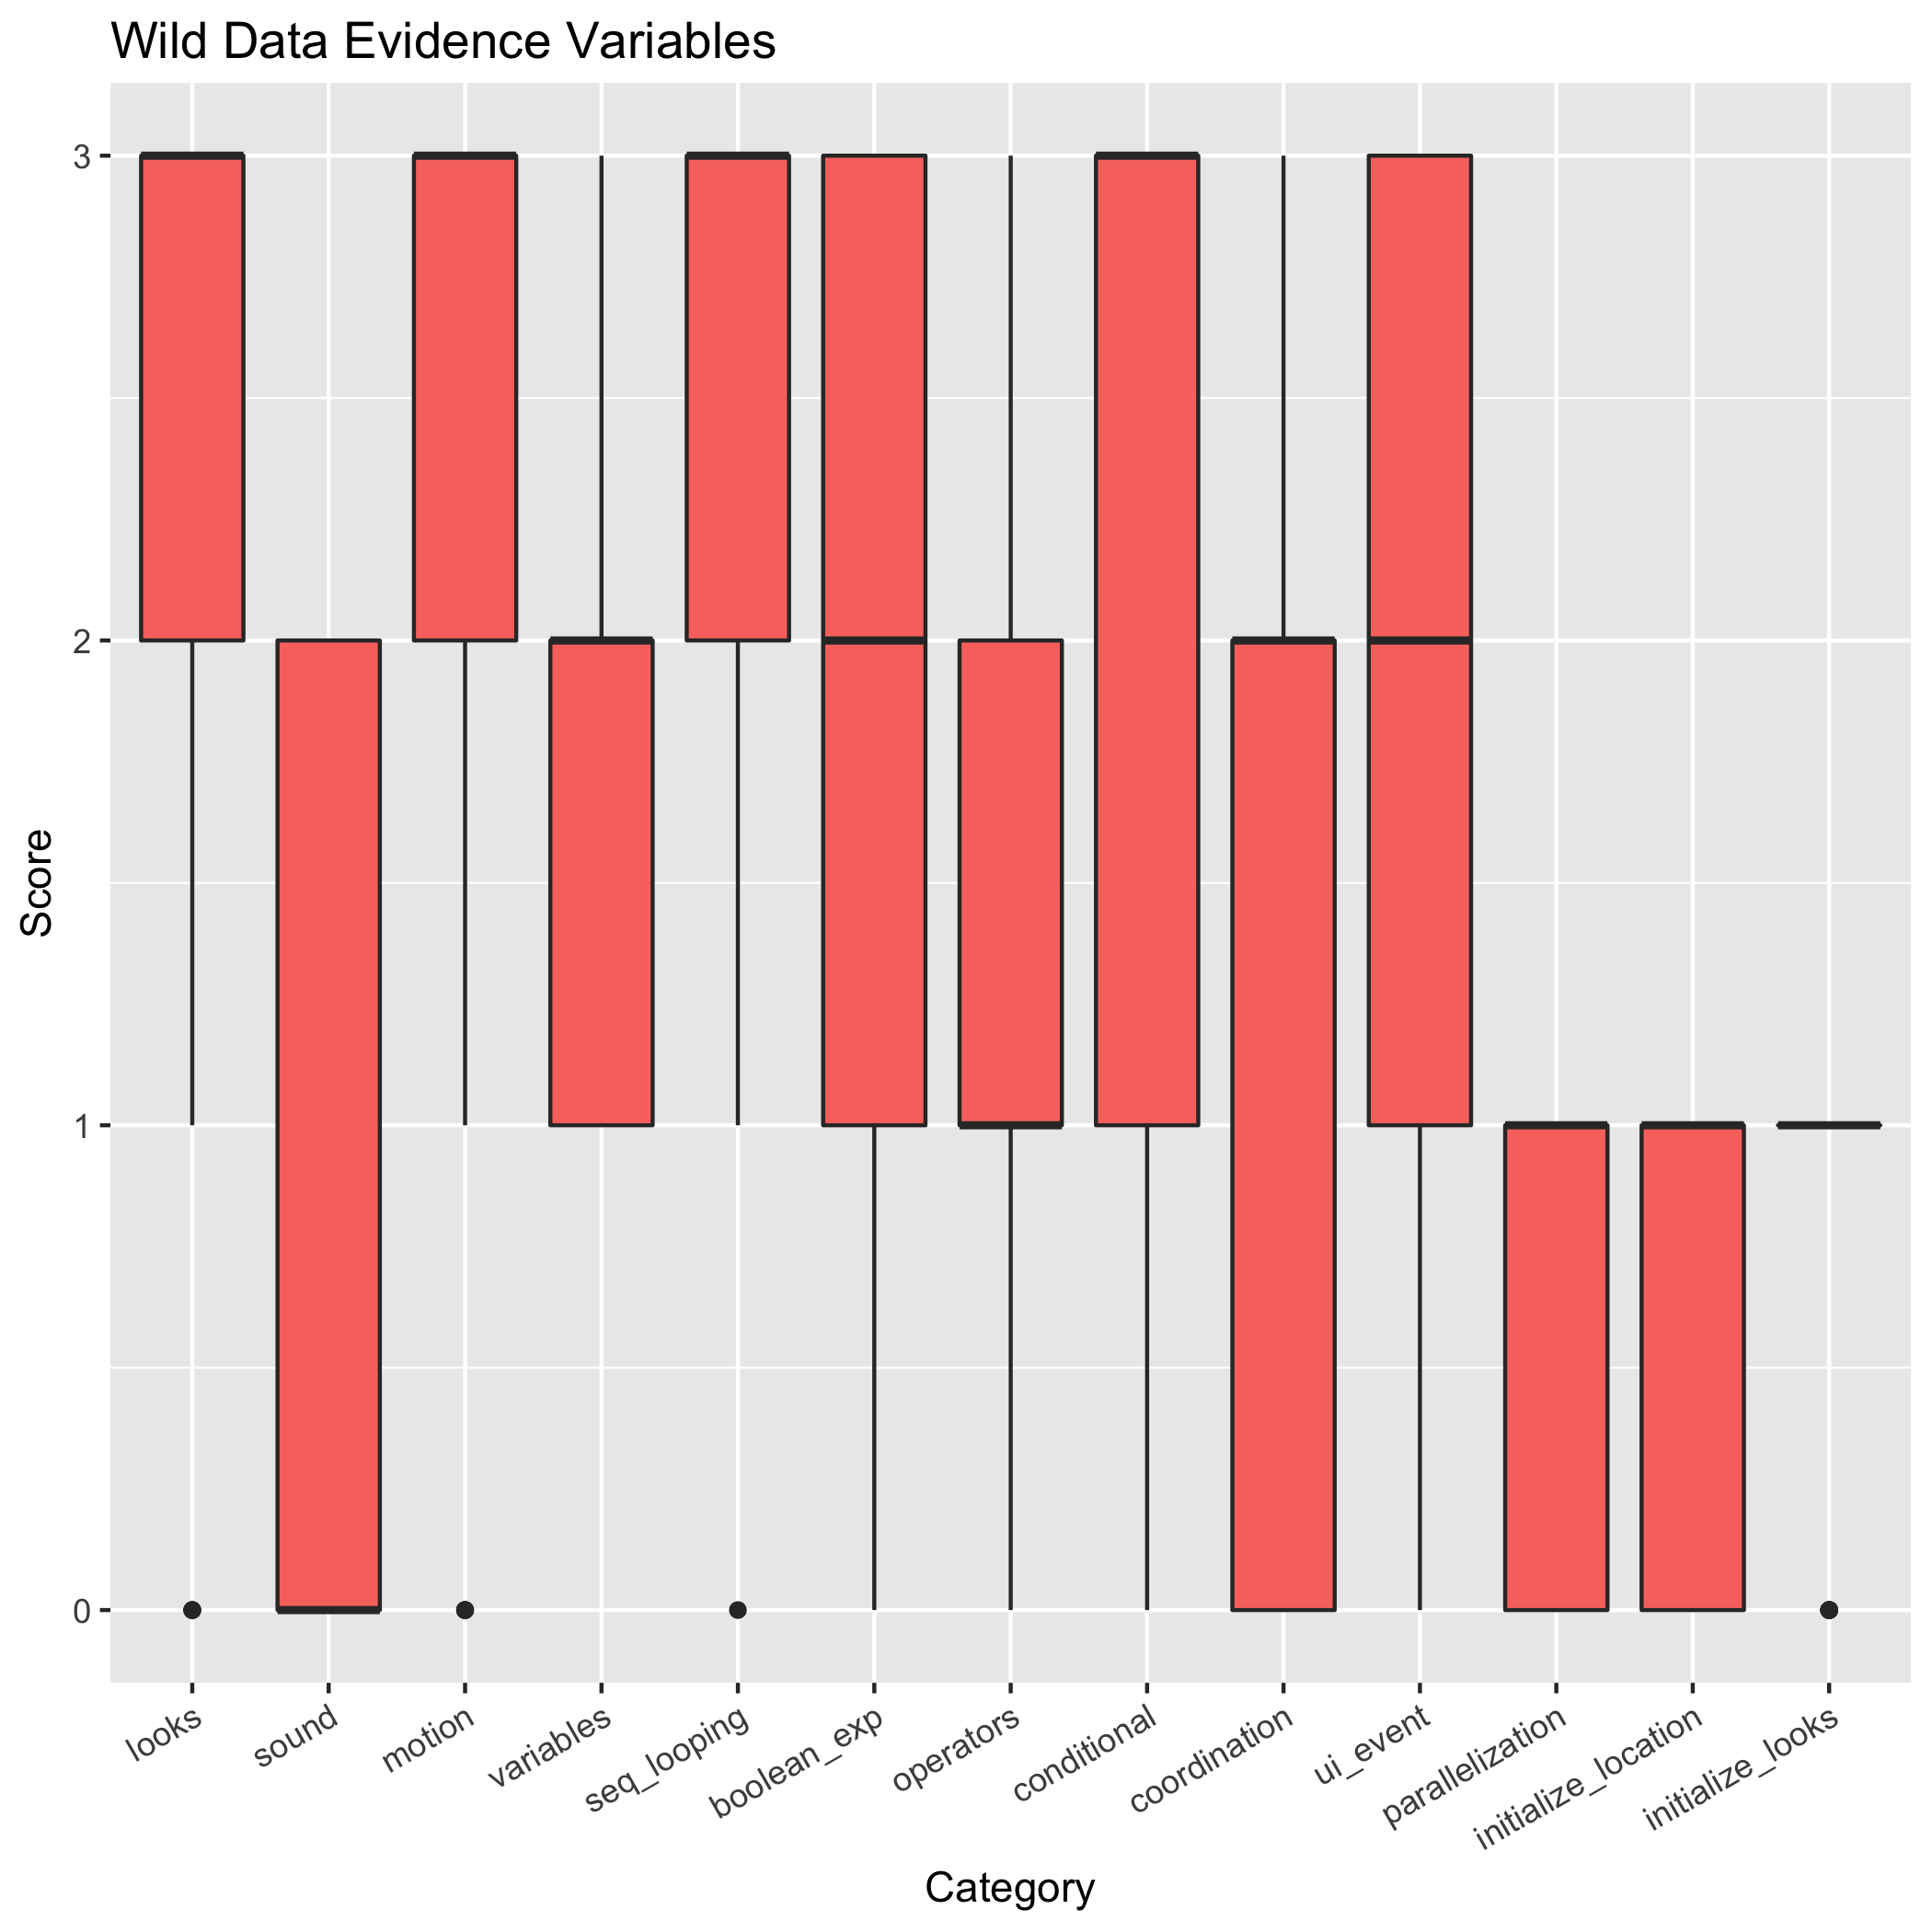 Wild Data Evidence Variables
Score
3
2
1
0
looks
sound
motion
variables
seq_looping
boolean_exp
operators
conditional
coordination
ui_event
parallelization
initialize_location
initialize_looks
Category